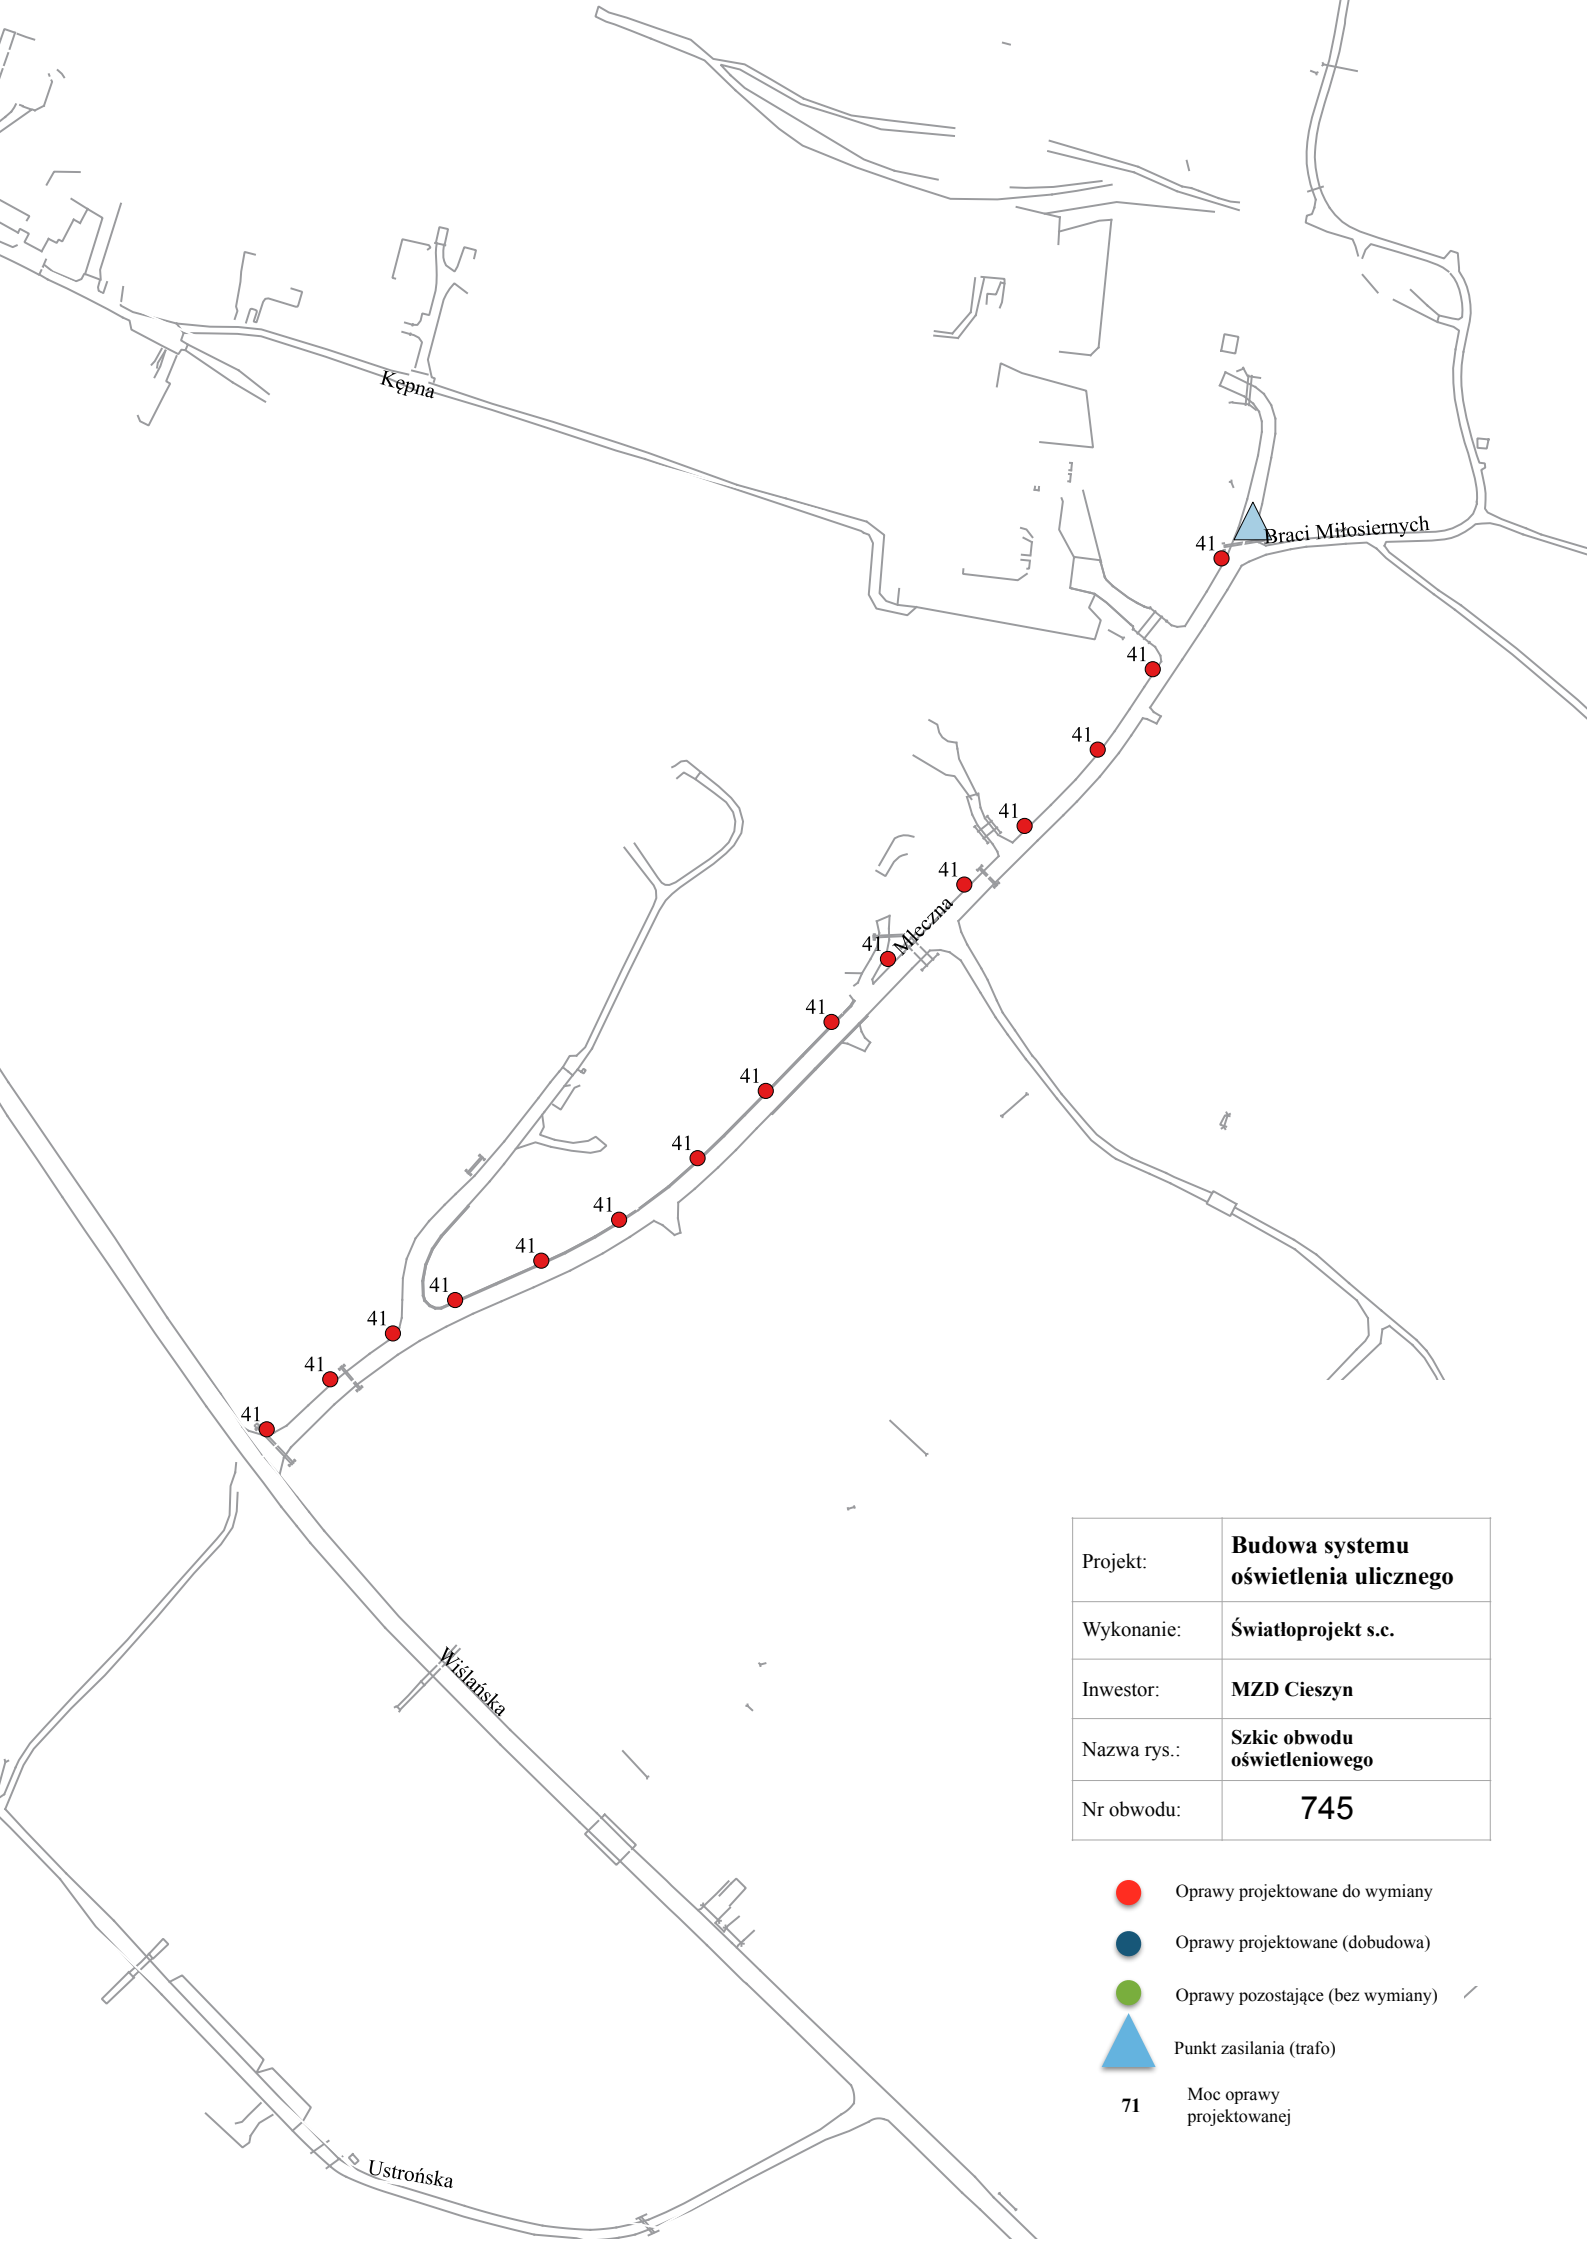 Kępna
Braci Miłosiernych
41
41
41
41
41
Mleczna
41
41
41
41
41
41
41
41
41
41
Wiślańska
Ustrońska
Projekt: Budowa systemu
oświetlenia ulicznego
Wykonanie: Światłoprojekt s.c.
Inwestor: MZD Cieszyn
Nazwa rys.: Szkic obwodu
oświetleniowego
Nr obwodu: 745
Oprawy projektowane do wymiany
Oprawy projektowane (dobudowa)
Oprawy pozostające (bez wymiany)
Punkt zasilania (trafo)
71 Moc oprawy
projektowanej